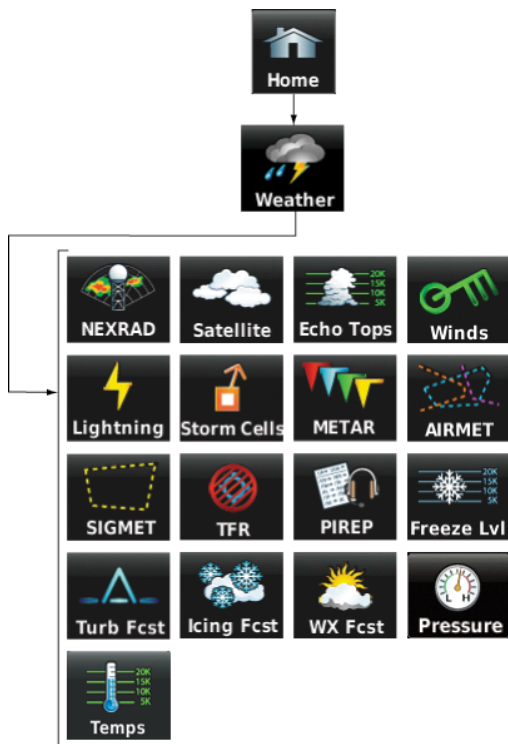 Home
Weather
NEXRAD
Satellite
20K
15K
10K
5K
Echo Tops
Winds
Lightning
Storm Cells
METAR
AIRMET
SIGMET
TFR
PIREP
20K
15K
10K
5K
Freeze Lvl
Turb Fcst
Icing Fcst
WX Fcst
L H
Pressure
20K
15K
10K
5K
Temps